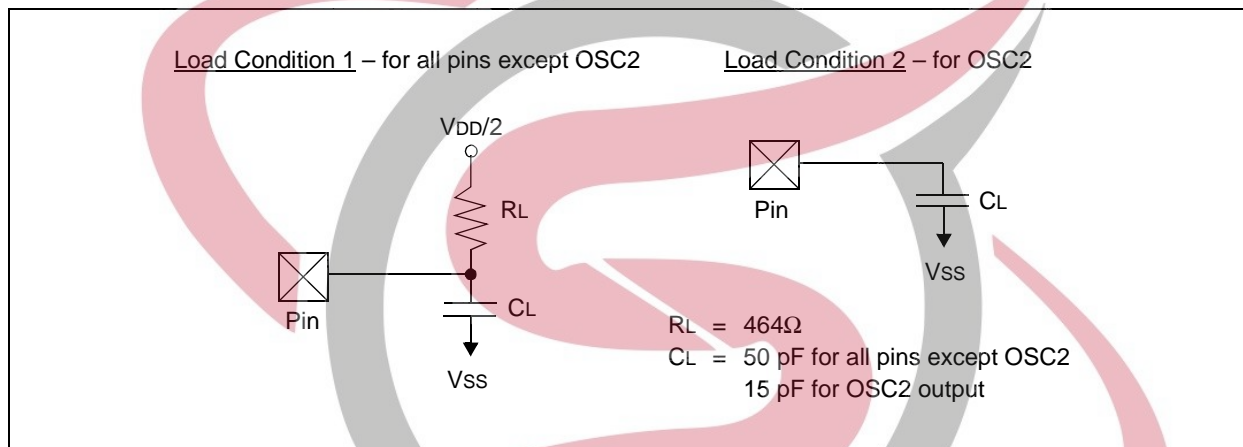 Load Condition 1 – for all pins except OSC2
VDD/2
RL
Pin
CL
VSS
Load Condition 2 – for OSC2
Pin
CL
VSS
RL = 464Ω
CL = 50 pF for all pins except OSC2
15 pF for OSC2 output